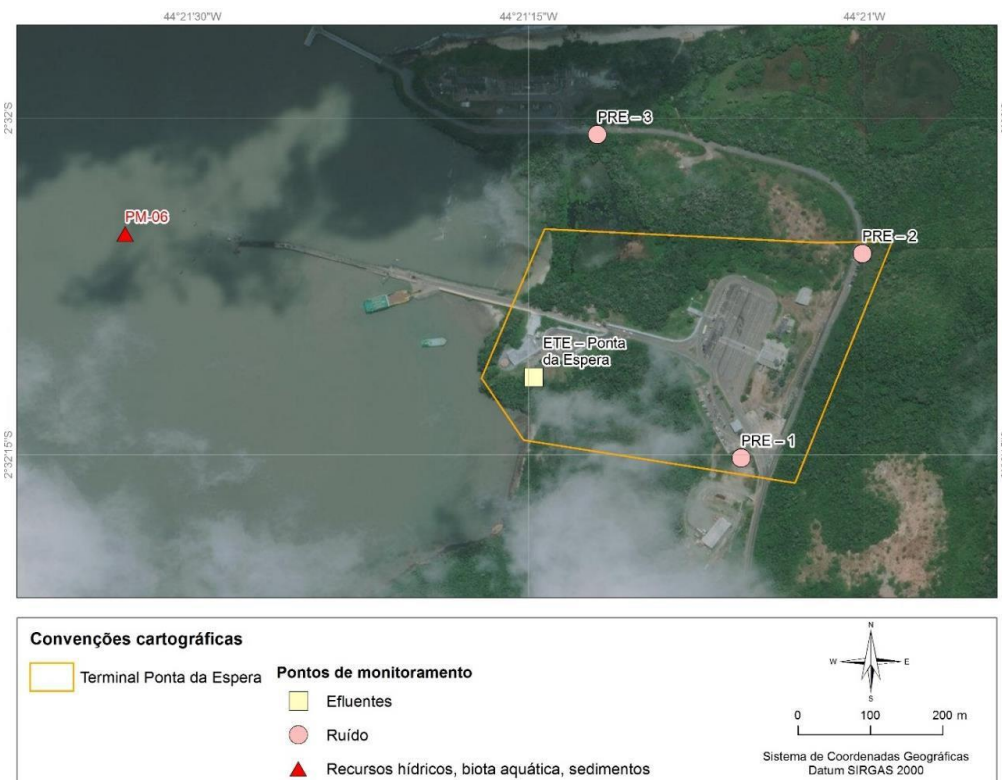 44°21'30"W
44°21'15"W
44°21'W
2°32'S
PRE – 3
PM-06
PRE – 2
ETE – Ponta
da Espera
2°32'15"S
PRE – 1
Convenções cartográficas
Terminal Ponta da Espera
Pontos de monitoramento
Efluentes
Ruído
Recursos hídricos, biota aquática, sedimentos
N
W
E
S
0
100
200 m
Sistema de Coordenadas Geográficas
Datum SIRGAS 2000